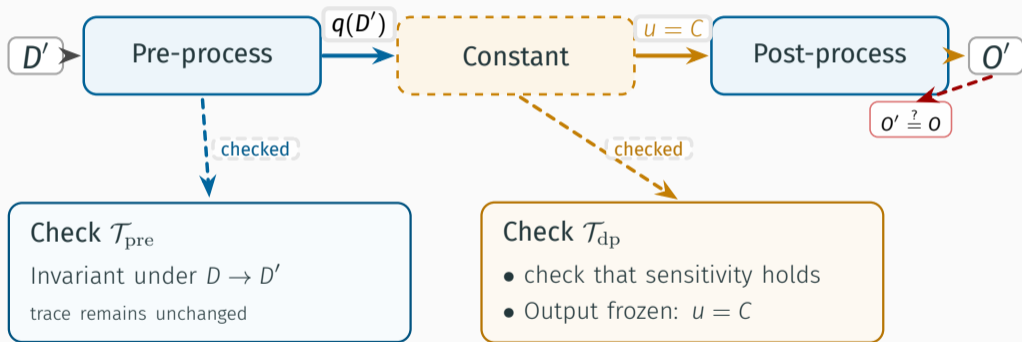 D′ Pre-process q(D′) Constant u = C Post-process O′
o′ ≟ o
checked checked
Check 𝒯pre
Invariant under D → D′
trace remains unchanged
Check 𝒯dp
• check that sensitivity holds
• Output frozen: u = C